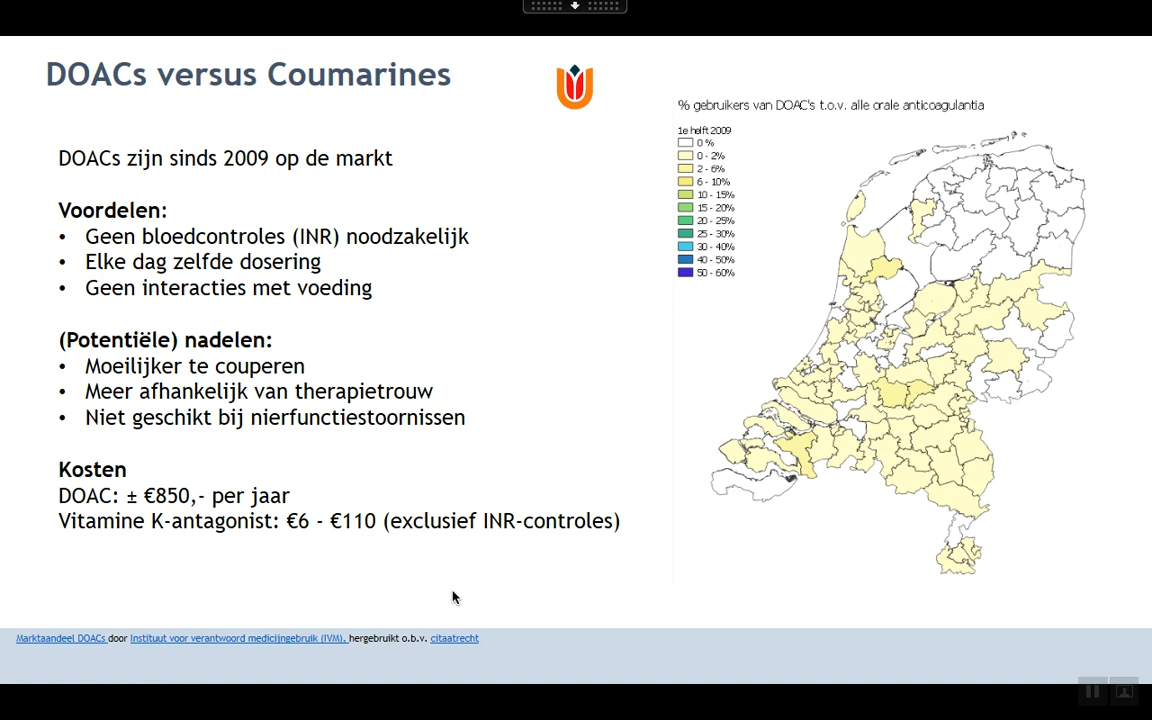 DOACs versus Coumarines
DOACs zijn sinds 2009 op de markt
Voordelen:
• Geen bloedcontroles (INR) noodzakelijk
• Elke dag zelfde dosering
• Geen interacties met voeding
(Potentiële) nadelen:
• Moeilijker te couperen
• Meer afhankelijk van therapietrouw
• Niet geschikt bij nierfunctiestoornissen
Kosten
DOAC: ± €850,- per jaar
Vitamine K-antagonist: €6 - €110 (exclusief INR-controles)
% gebruikers van DOAC's t.o.v. alle orale anticoagulantia
1e helft 2009
0 %
0 - 2%
2 - 6%
6 - 10%
10 - 15%
15 - 20%
20 - 25%
25 - 30%
30 - 40%
40 - 50%
50 - 60%
Marktaandeel DOACs door Instituut voor verantwoord medicijngebruik (IVM), hergebruikt o.b.v. citaatrecht